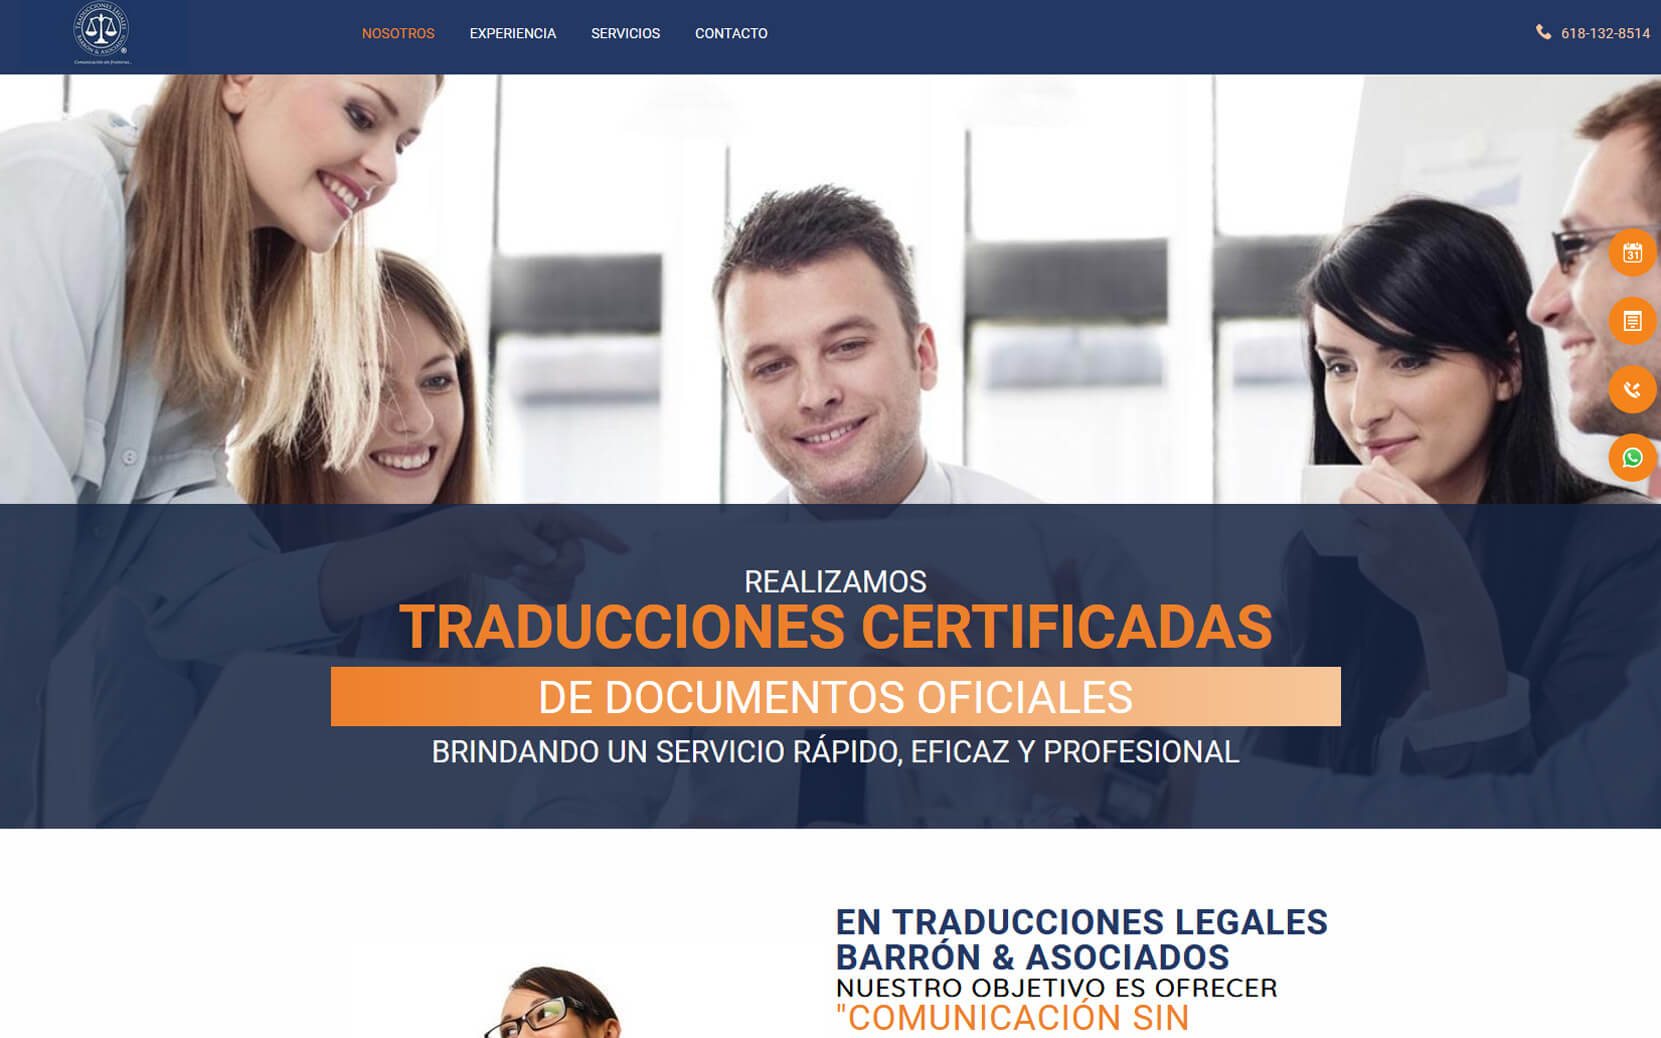 TRADUCCIONES LEGALES
BARRÓN & ASOCIADOS
®
Comunicación sin fronteras..
NOSOTROS
EXPERIENCIA
SERVICIOS
CONTACTO
618-132-8514
31
REALIZAMOS
TRADUCCIONES CERTIFICADAS
DE DOCUMENTOS OFICIALES
BRINDANDO UN SERVICIO RÁPIDO, EFICAZ Y PROFESIONAL
EN TRADUCCIONES LEGALES
BARRÓN & ASOCIADOS
NUESTRO OBJETIVO ES OFRECER
"COMUNICACIÓN SIN